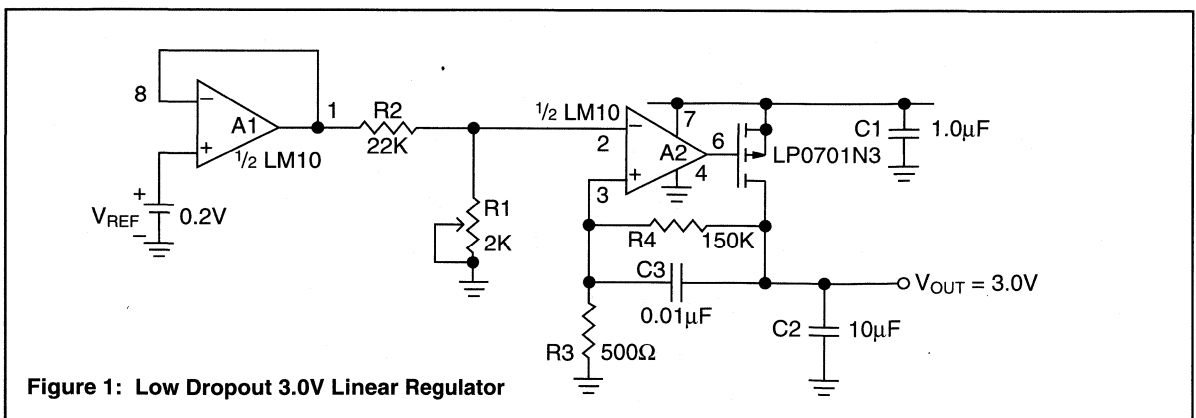 8
−
+
A1
1
½ LM10
VREF
+
−
0.2V
R2
22K
R1
2K
½ LM10
−
2
+
3
A2
7
6
4
LP0701N3
C1
1.0µF
R4
150K
C3
0.01µF
R3
500Ω
C2
10µF
VOUT = 3.0V
Figure 1: Low Dropout 3.0V Linear Regulator